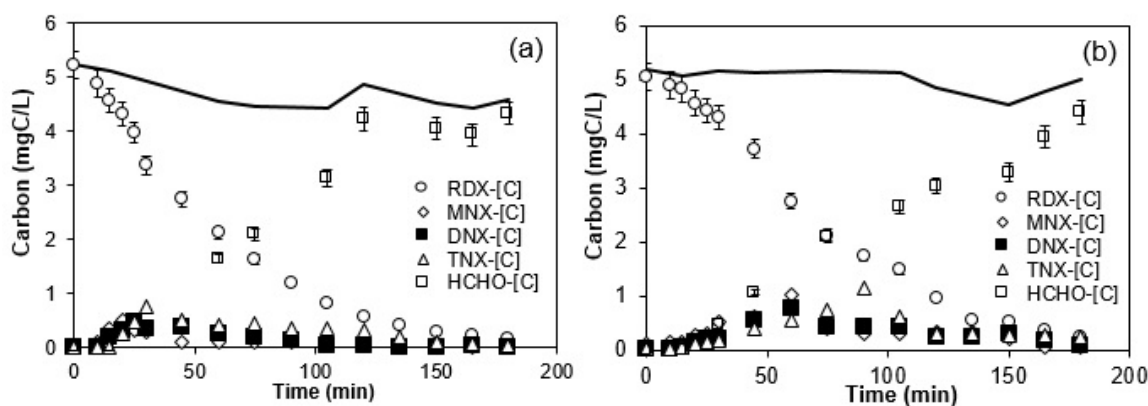 (a)
Carbon (mgC/L)
6
5
4
3
2
1
0
RDX-[C]
MNX-[C]
DNX-[C]
TNX-[C]
HCHO-[C]
0 50 100 150 200
Time (min)
(b)
Carbon (mgC/L)
6
5
4
3
2
1
0
RDX-[C]
MNX-[C]
DNX-[C]
TNX-[C]
HCHO-[C]
0 50 100 150 200
Time (min)